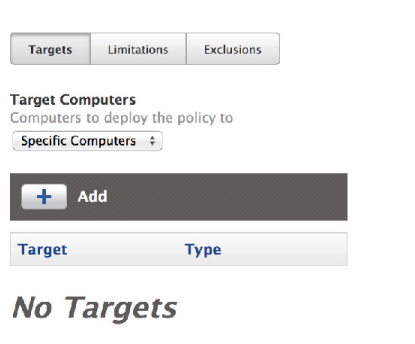 Targets Limitations Exclusions
Target Computers
Computers to deploy the policy to
Specific Computers
Add
Target Type
No Targets